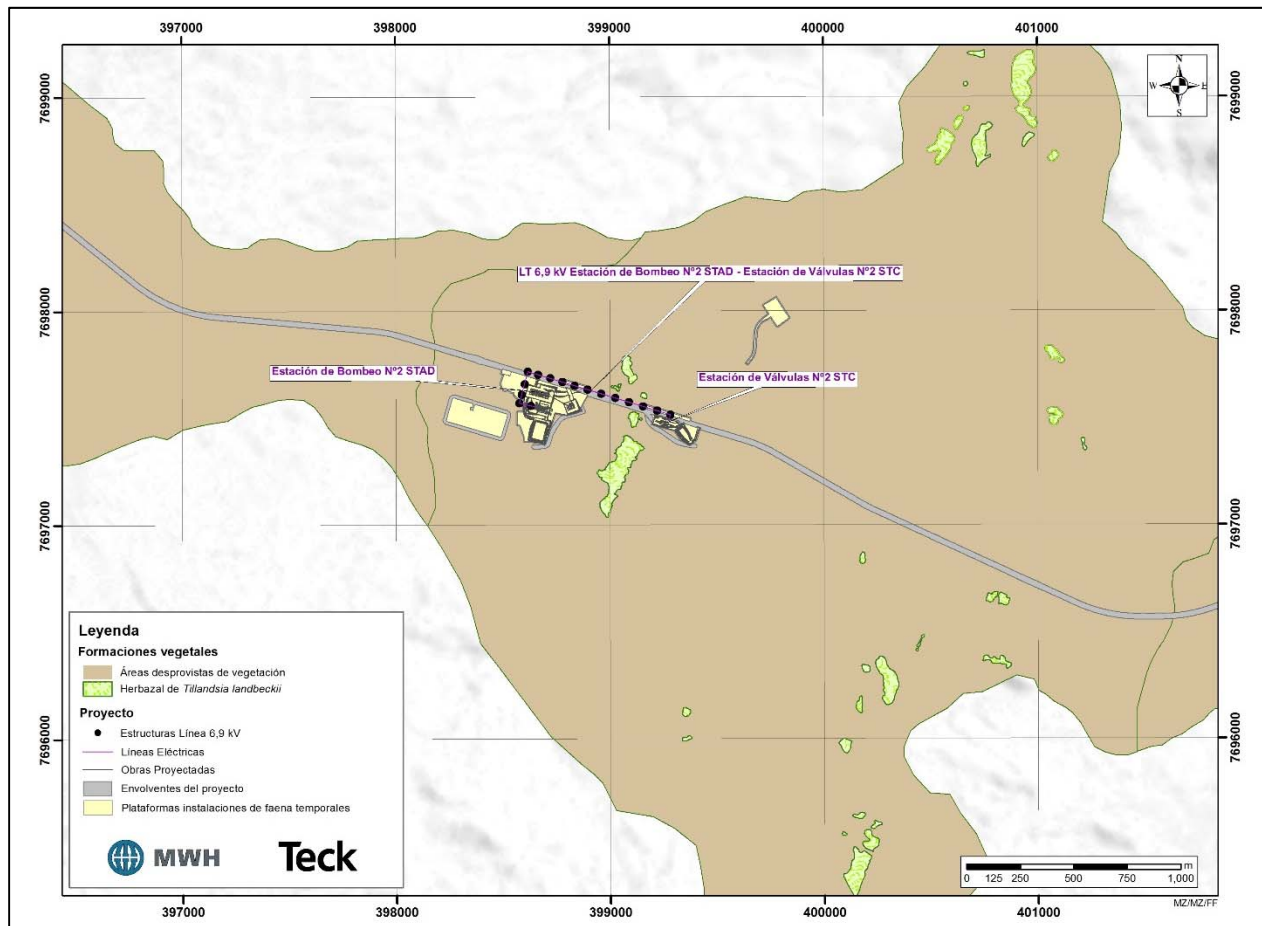 397000 398000 399000 400000 401000
7699000 7699000
N
W E
S
LT 6,9 kV Estación de Bombeo Nº2 STAD - Estación de Válvulas Nº2 STC
7698000 7698000
Estación de Bombeo Nº2 STAD
Estación de Válvulas Nº2 STC
7697000 7697000
Leyenda
Formaciones vegetales
Áreas desprovistas de vegetación
Herbazal de Tillandsia landbeckii
Proyecto
Estructuras Línea 6,9 kV
Líneas Eléctricas
Obras Proyectadas
Envolventes del proyecto
Plataformas instalaciones de faena temporales
MWH Teck
7696000 7696000
m
0 125 250 500 750 1,000
397000 398000 399000 400000 401000
MZ/MZ/FF